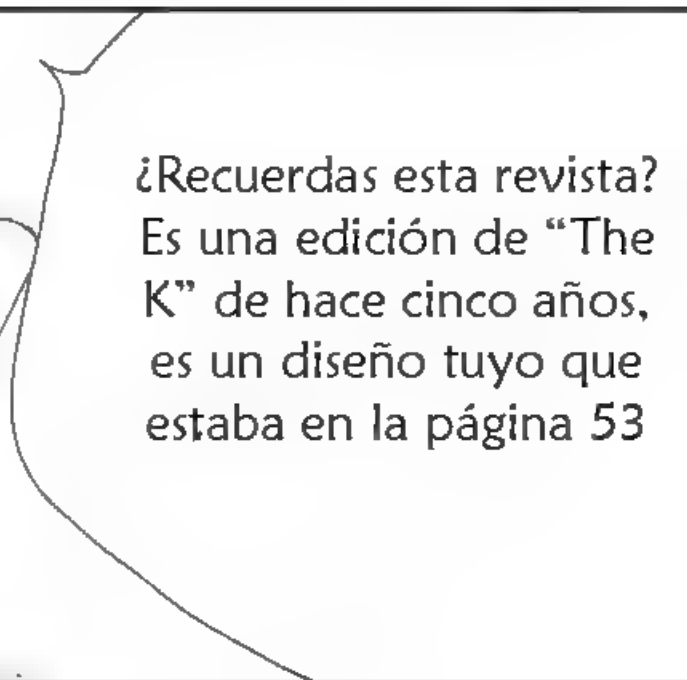 ¿Recuerdas esta revista?
Es una edición de “The
K” de hace cinco años,
es un diseño tuyo que
estaba en la página 53